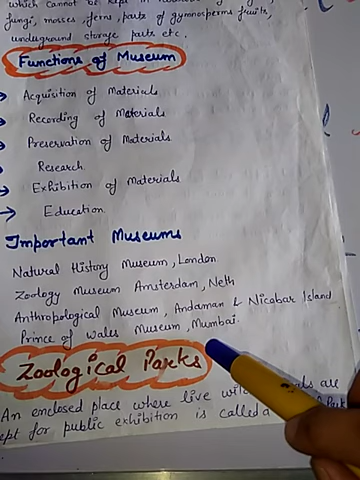 which cannot be kept in
fungi, mosses, ferns, parts of gymnosperms fruits,
underground storage parts etc.
Functions of Museum
Acquisition of Materials
Recording of Materials
Preservation of Materials
Research
Exhibition of Materials
Education
Important Museums
Natural History Museum, London
Zoology Museum Amsterdam, Neth
Anthropological Museum, Andaman & Nicobar Island
Prince of Wales Museum, Mumbai.
Zoological Parks
An enclosed place where live are
ept for public exhibition is called a